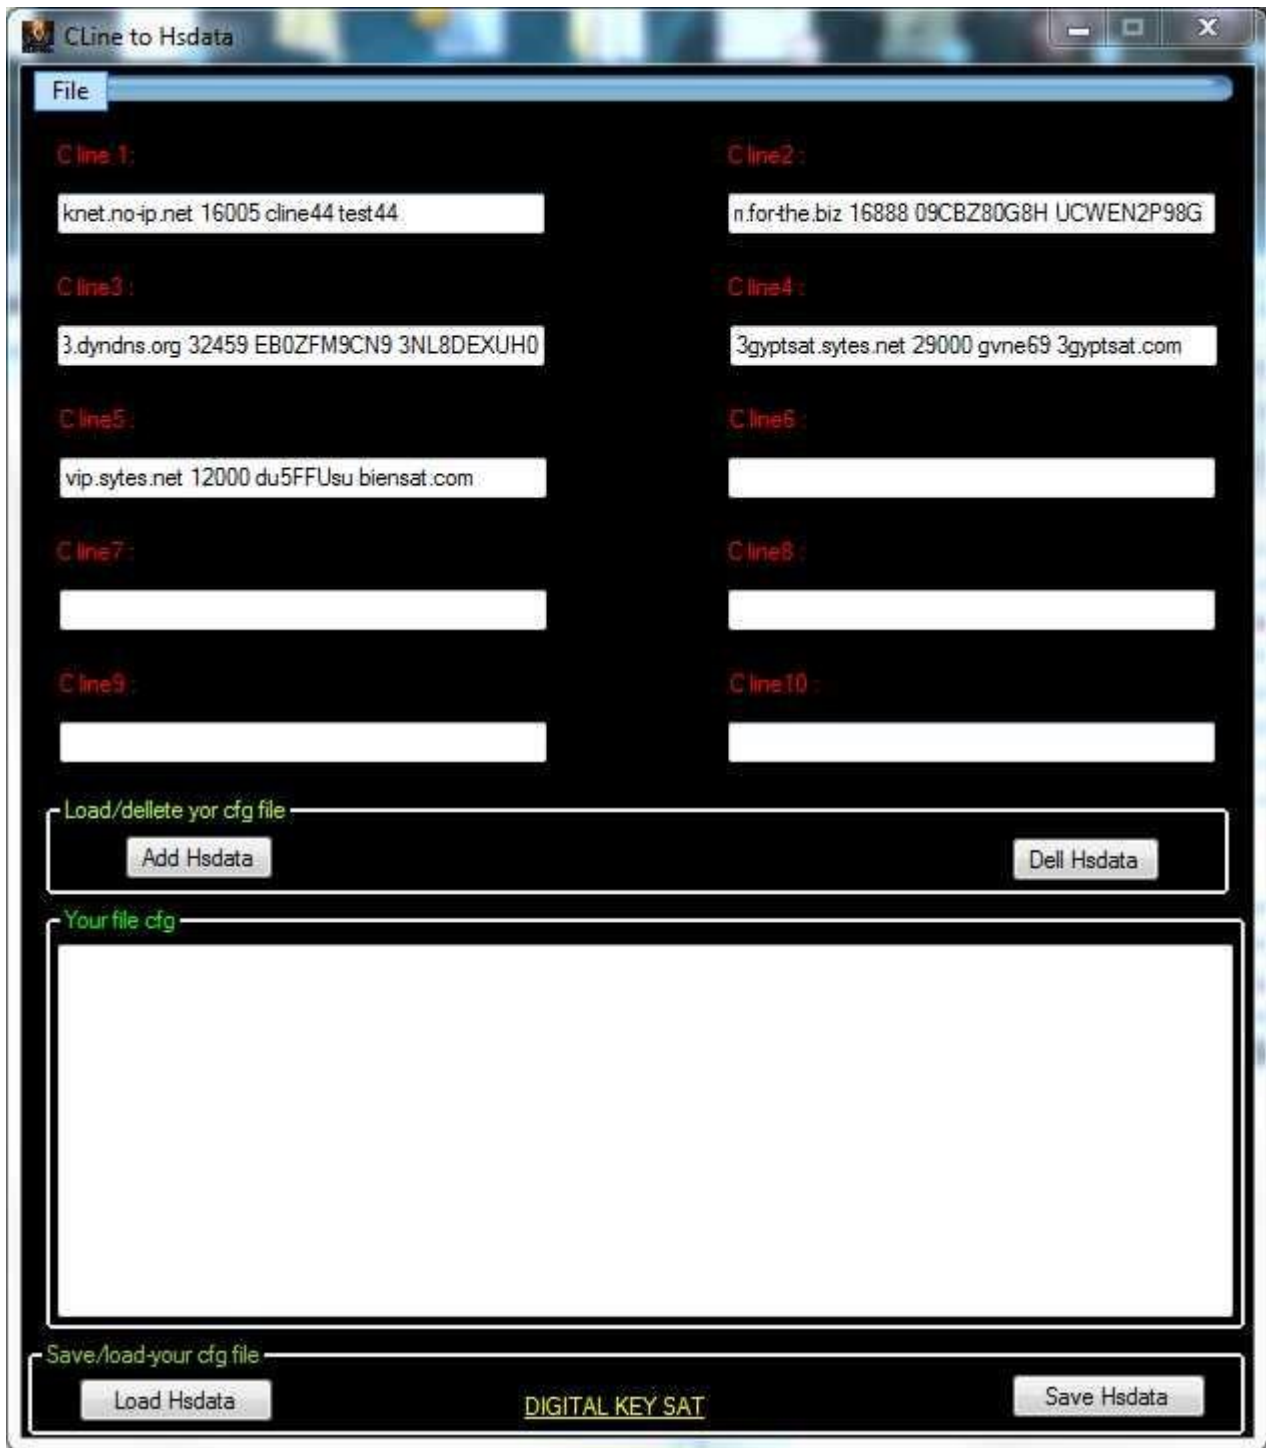 CLine to Hsdata
File
C line 1:
C line2 :
knet.no-ip.net 16005 cline44 test44
n.for-the.biz 16888 09CBZ80G8H UCWEN2P98G
C line3 :
C line4 :
3.dyndns.org 32459 EB0ZFM9CN9 3NL8DEXUH0
3gyptsat.sytes.net 29000 gvne69 3gyptsat.com
C line5 :
C line6 :
vip.sytes.net 12000 du5FFUsu biensat.com
C line7 :
C line8 :
C line9 :
C line10 :
Load/dellete yor cfg file
Add Hsdata
Dell Hsdata
Your file cfg
Save/load-your cfg file
Load Hsdata
DIGITAL KEY SAT
Save Hsdata